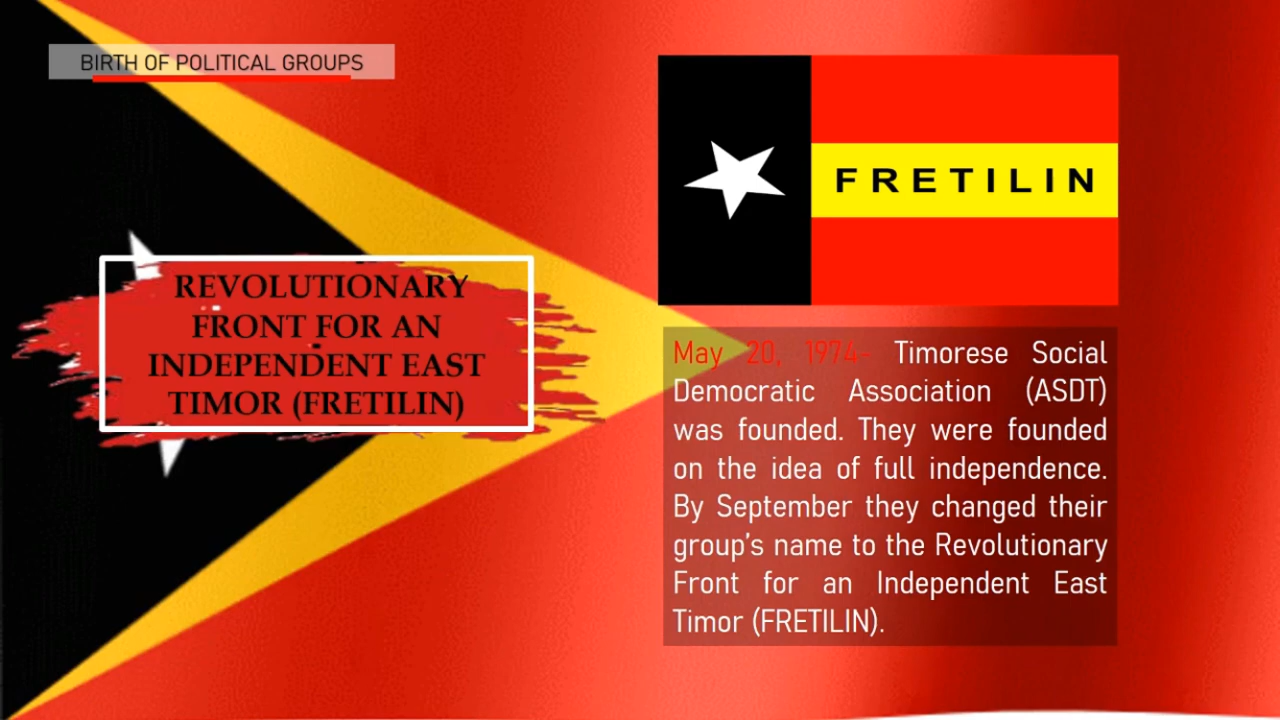 BIRTH OF POLITICAL GROUPS
REVOLUTIONARY
FRONT FOR AN
INDEPENDENT EAST
TIMOR (FRETILIN)
FRETILIN
May 20, 1974- Timorese Social
Democratic Association (ASDT)
was founded. They were founded
on the idea of full independence.
By September they changed their
group's name to the Revolutionary
Front for an Independent East
Timor (FRETILIN).